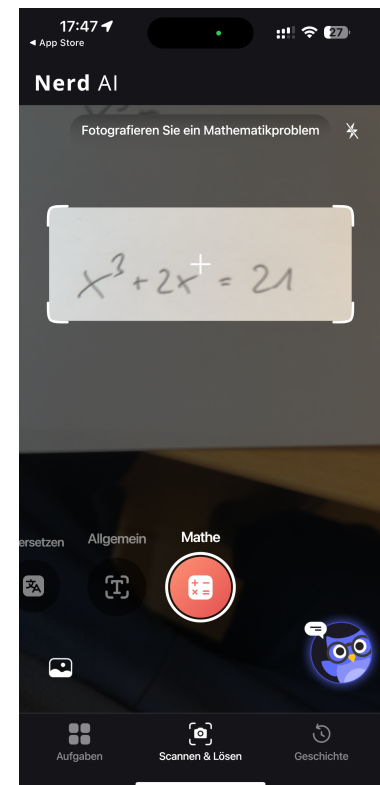 17:47
27
◀ App Store
Nerd AI
Fotografieren Sie ein Mathematikproblem
x³ + 2x = 21
ersetzen
Allgemein
Mathe
Aufgaben
Scannen & Lösen
Geschichte